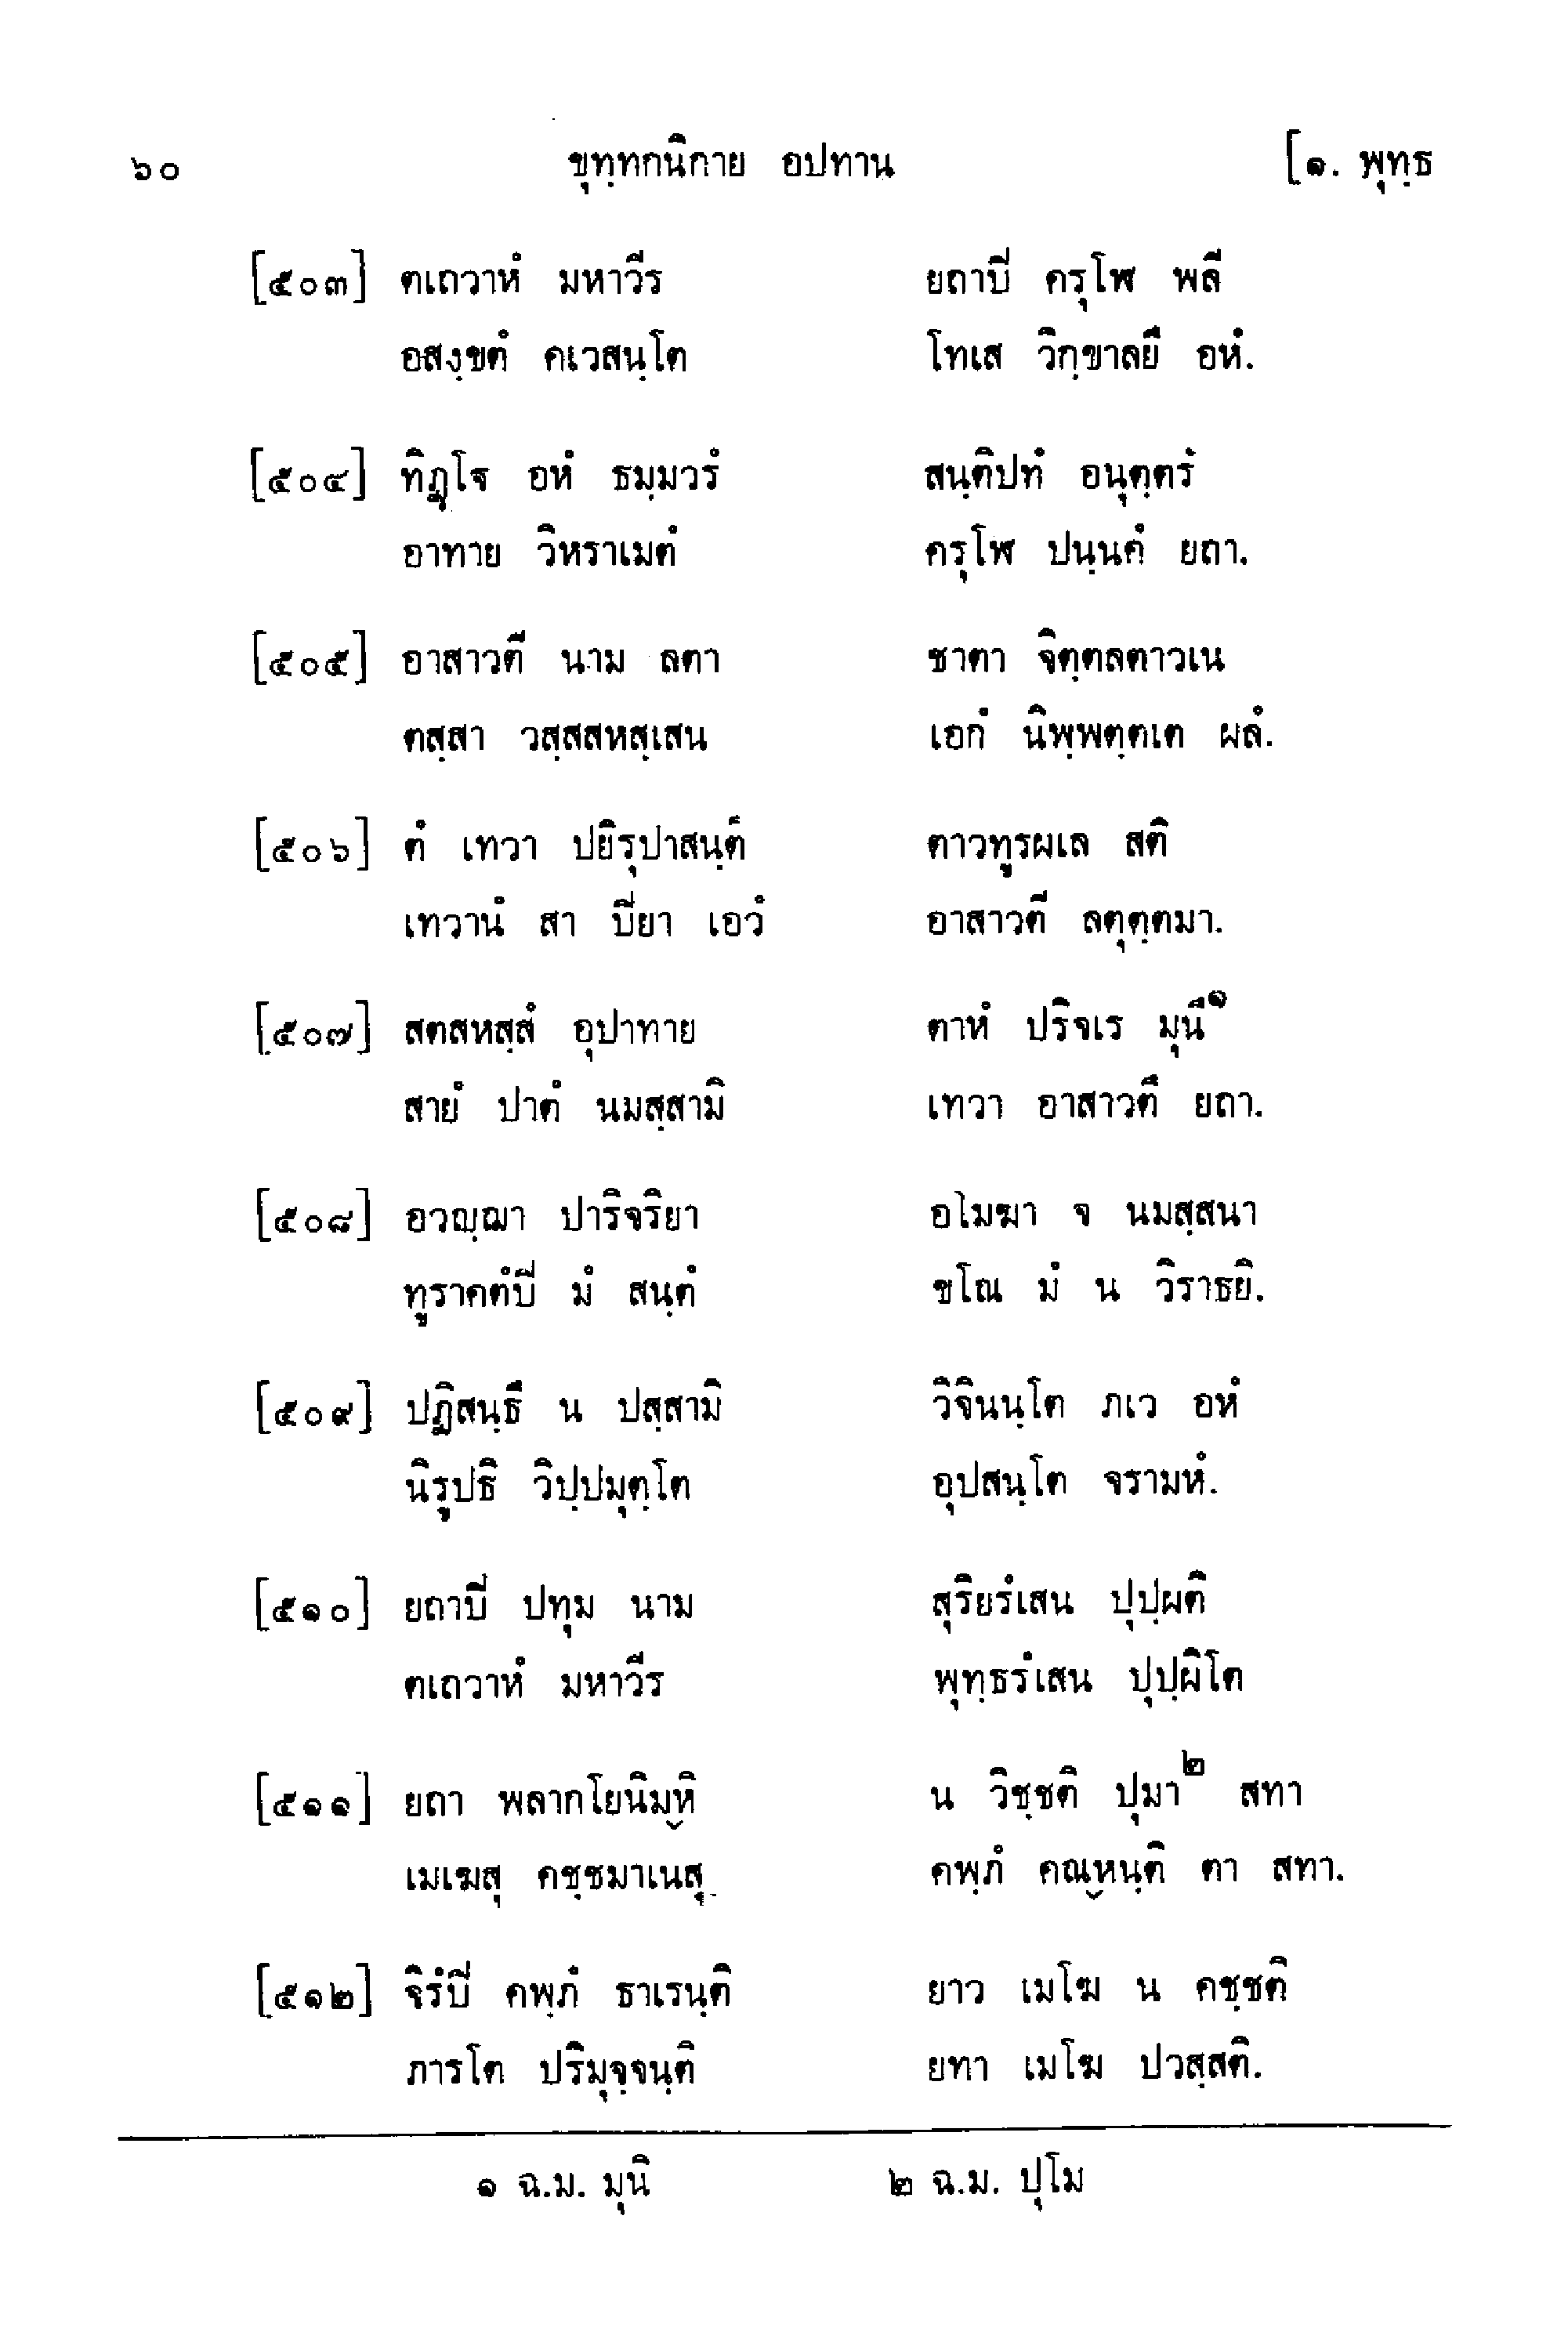 ๖๐ ขุทฺทกนิกาย อปทาน [๑. พุทฺธ
[๕๐๓] ตเถวาหํ มหาวีร ยถาปี ครุโฬ พลี
อสงฺขตํ คเวสนฺโต โทเส วิกฺขาลยึ อหํ.
[๕๐๔] ทิฏฺโฐ อหํ ธมฺมวรํ สนฺติปทํ อนุตฺตรํ
อาทาย วิหราเมตํ ครุโฬ ปนฺนคํ ยถา.
[๕๐๕] อาสาวตี นาม ลตา ชาตา จิตฺตลตาวเน
ตสฺสา วสฺสสหสฺเสน เอกํ นิพฺพตฺตเต ผลํ.
[๕๐๖] ตํ เทวา ปยิรุปาสนฺติ ตาวทูรผเล สติ
เทวานํ สา ปิยา เอวํ อาสาวตี ลตุตฺตมา.
[๕๐๗] สตสหสฺสํ อุปาทาย ตาหํ ปริจเร มุนึ๑
สายํ ปาตํ นมสฺสามิ เทวา อาสาวตึ ยถา.
[๕๐๘] อวญฺฌา ปาริจริยา อโมฆา จ นมสฺสนา
ทูราคตํปิ มํ สนฺตํ ขโณ มํ น วิราธยิ.
[๕๐๙] ปฏิสนฺธึ น ปสฺสามิ วิจินนฺโต ภเว อหํ
นิรูปธิ วิปฺปมุตฺโต อุปสนฺโต จรามหํ.
[๕๑๐] ยถาปิ ปทุม นาม สุริยรํเสน ปุปฺผติ
ตเถวาหํ มหาวีร พุทฺธรํเสน ปุปฺผิโต
[๕๑๑] ยถา พลากโยนิมฺหิ น วิชฺชติ ปุมา๒ สทา
เมเฆสุ คชฺชมาเนสุ คพฺภํ คณฺหนฺติ ตา สทา.
[๕๑๒] จิรํปิ คพฺภํ ธาเรนฺติ ยาว เมโฆ น คชฺชติ
ภารโต ปริมุจฺจนฺติ ยทา เมโฆ ปวสฺสติ.
๑ ฉ.ม. มุนิ ๒ ฉ.ม. ปุโม